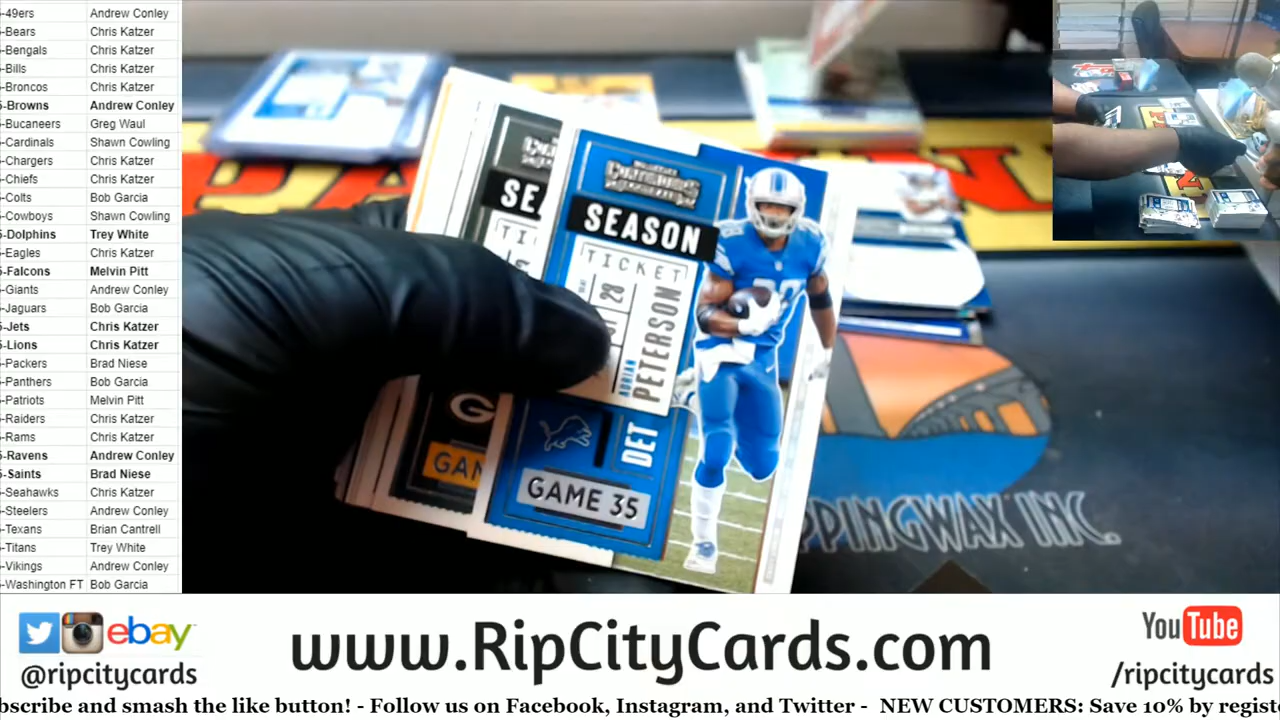 -49ers Andrew Conley
-Bears Chris Katzer
-Bengals Chris Katzer
-Bills Chris Katzer
-Broncos Chris Katzer
-Browns Andrew Conley
-Bucaneers Greg Waul
-Cardinals Shawn Cowling
-Chargers Chris Katzer
-Chiefs Chris Katzer
-Colts Bob Garcia
-Cowboys Shawn Cowling
-Dolphins Trey White
-Eagles Chris Katzer
-Falcons Melvin Pitt
-Giants Andrew Conley
-Jaguars Bob Garcia
-Jets Chris Katzer
-Lions Chris Katzer
-Packers Brad Niese
-Panthers Bob Garcia
-Patriots Melvin Pitt
-Raiders Chris Katzer
-Rams Chris Katzer
-Ravens Andrew Conley
-Saints Brad Niese
-Seahawks Chris Katzer
-Steelers Andrew Conley
-Texans Brian Cantrell
-Titans Trey White
-Vikings Andrew Conley
-Washington FT Bob Garcia
CONTENDERS
SEASON
TICKET
ADRIAN
PETERSON
DET
GAME 35
SE
TI
G
GAM
PPINGWAX INC.
ebay
@ripcitycards
www.RipCityCards.com
YouTube
/ripcitycards
bscribe and smash the like button! - Follow us on Facebook, Instagram, and Twitter - NEW CUSTOMERS: Save 10% by regist